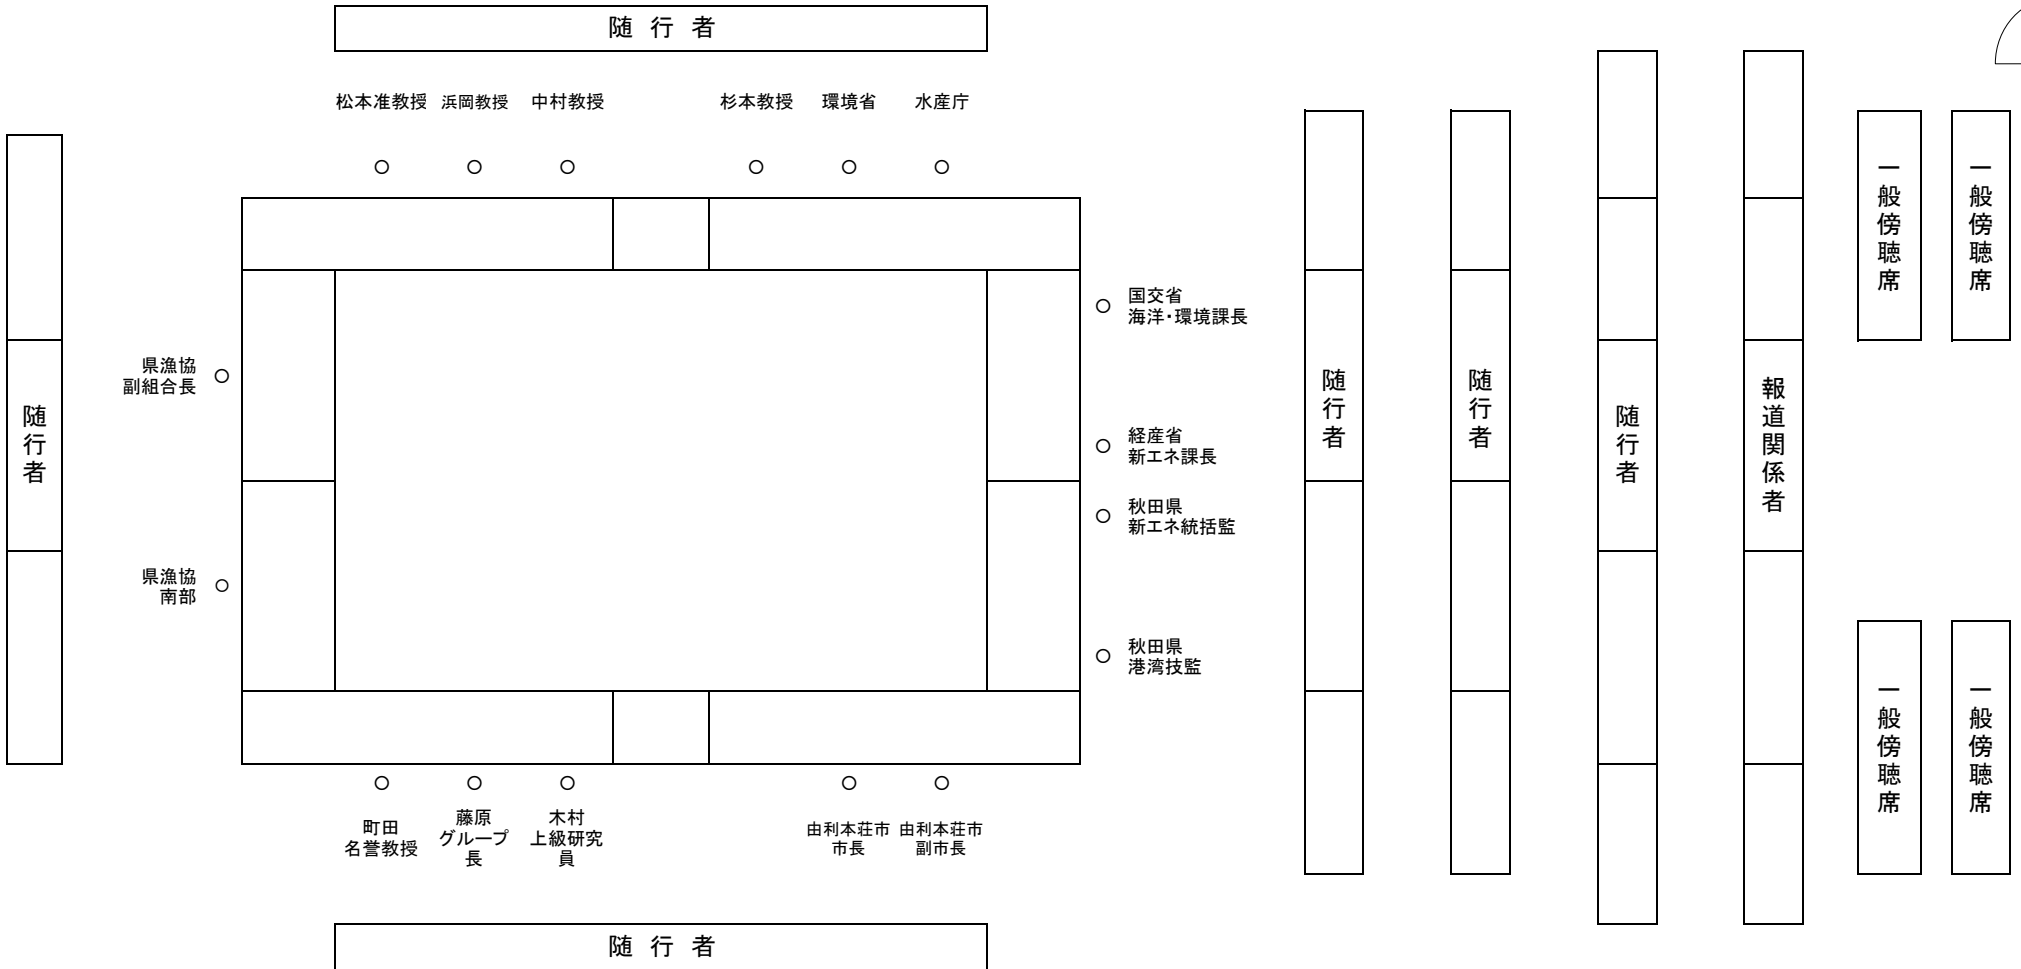 随 行 者
松本准教授 浜岡教授 中村教授 杉本教授 環境省 水産庁
国交省
海洋・環境課長
経産省
新エネ課長
秋田県
新エネ統括監
秋田県
港湾技監
県漁協
副組合長
県漁協
南部
町田
名誉教授
藤原
グループ
長
木村
上級研究
員
由利本荘市
市長
由利本荘市
副市長
随 行 者
随行者
随行者
随行者
随行者
報道関係者
一般傍聴席
一般傍聴席
一般傍聴席
一般傍聴席